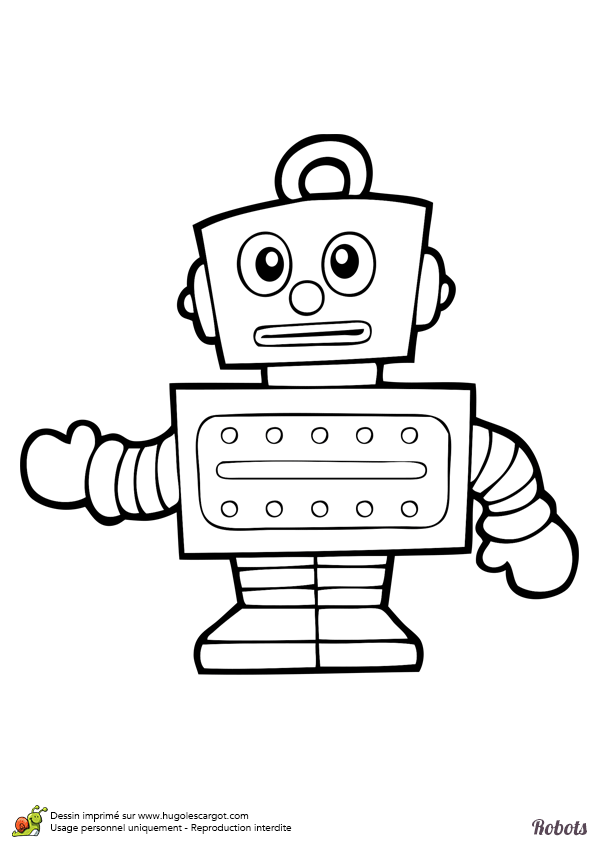 Dessin imprimé sur www.hugolescargot.com
Usage personnel uniquement - Reproduction interdite
Robots